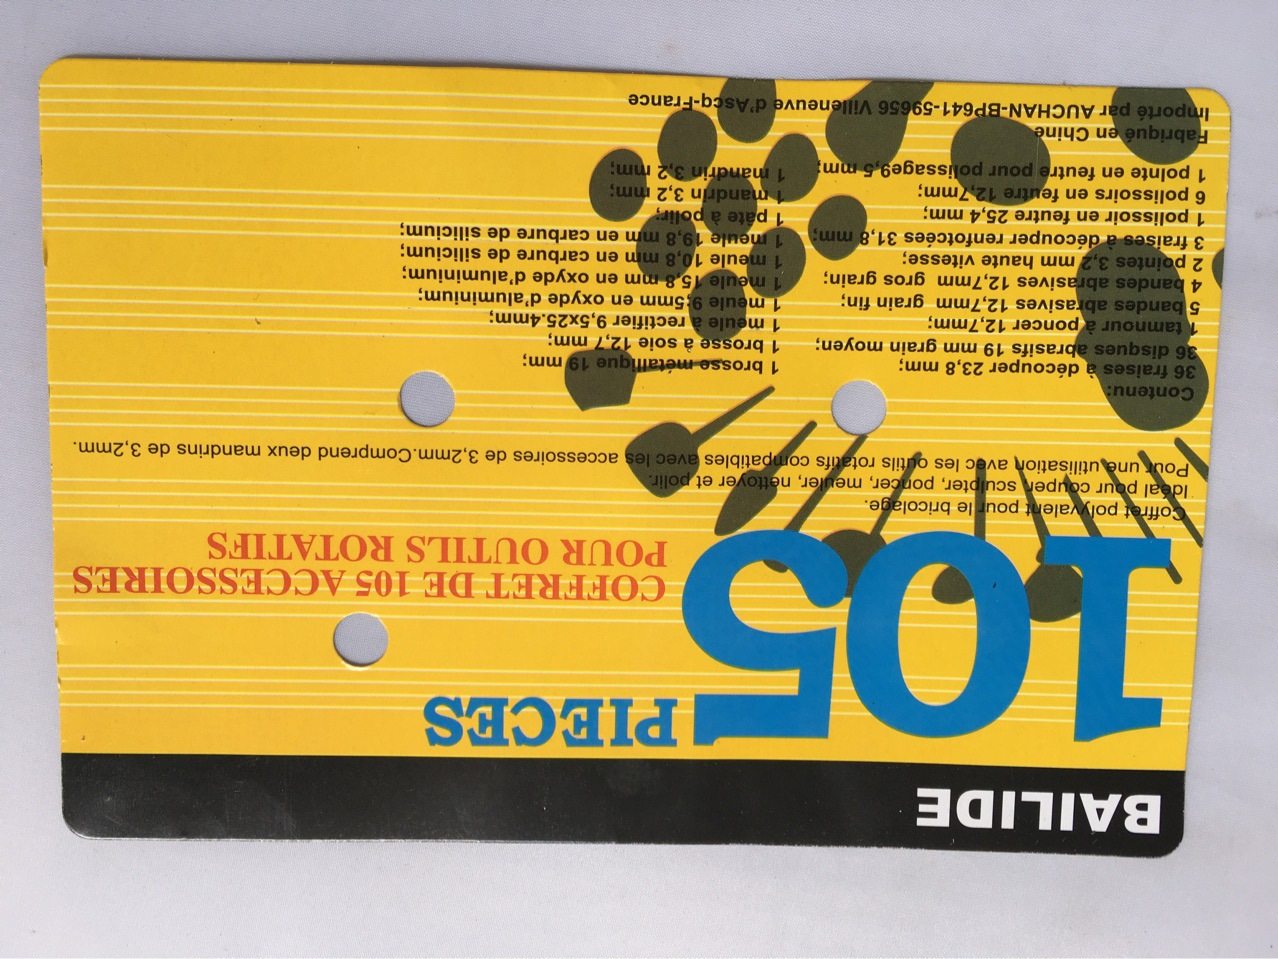 BAILIDE
105 PIECES
COFFRET DE 105 ACCESSOIRES
POUR OUTILS ROTATIFS
Coffret polyvalent pour le bricolage.
Idéal pour couper, sculpter, poncer, meuler, nettoyer et polir.
Pour une utilisation avec les outils rotatifs compatibles avec les accessoires de 3,2mm.Comprend deux mandrins de 3,2mm.
Contenu:
36 fraises à découper 23,8 mm;
36 disques abrasifs 19 mm grain moyen;
1 tamnour à poncer 12,7mm;
5 bandes abrasives 12,7mm grain fin;
4 bandes abrasives 12,7mm gros grain:
2 pointes 3,2 mm haute vitesse;
3 fraises à découper renfotcées 31,8 mm;
1 polissoir en feutre 25,4 mm;
6 polissoirs en feutre 12,7mm;
1 pointe en feutre pour polissage9,5 mm;
1 brosse métallique 19 mm;
1 brosse à soie 12,7 mm;
1 meule à rectifier 9,5x25.4mm;
1 meule 9;5mm en oxyde d'aluminium;
1 meule 15,8 mm en oxyde d'aluminium;
1 meule 10,8 mm en carbure de silicium;
1 meule 19,8 mm en carbure de silicium;
1 pate à polir;
1 mandrin 3,2 mm;
1 mandrin 3,2 mm;
Fabriqué en Chine
Importé par AUCHAN-BP641-59656 Villeneuve d'Ascq-France